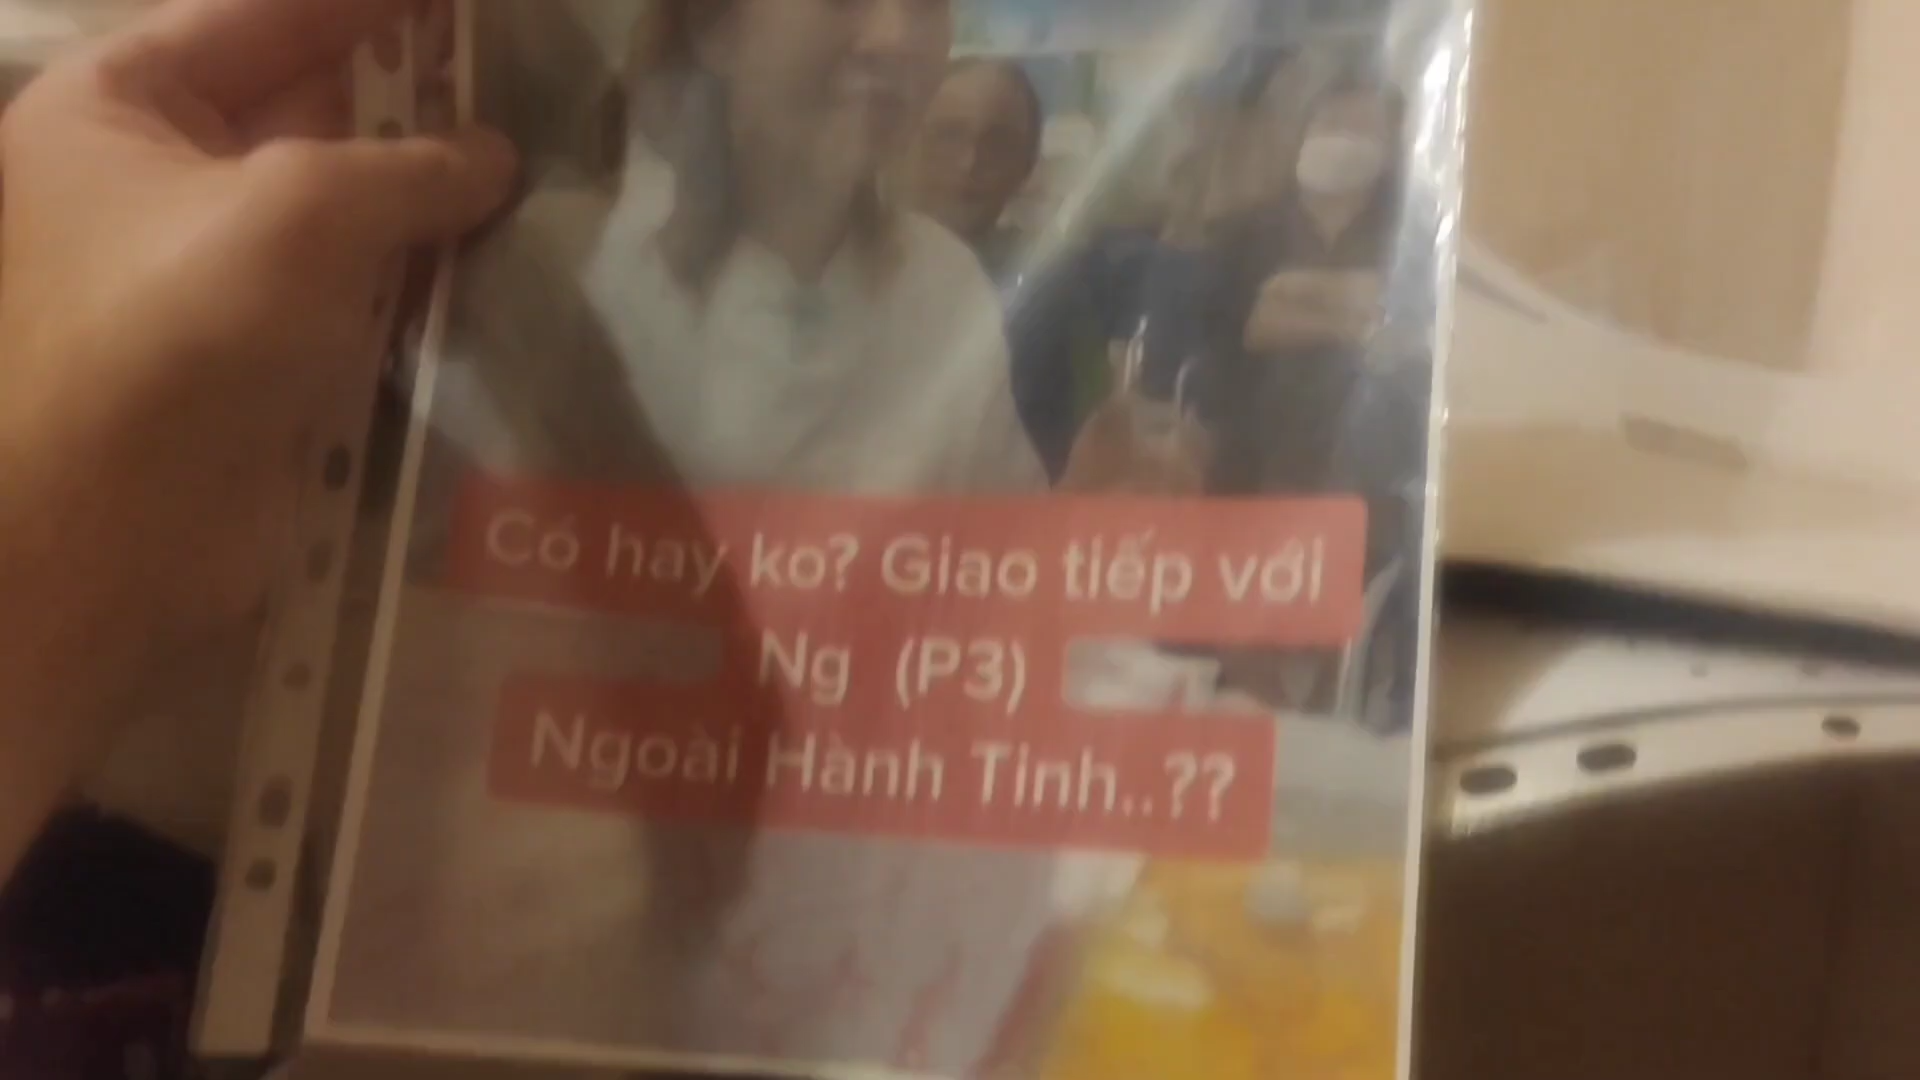 Có hay ko? Giao tiếp với
Ng (P3)
Ngoài Hành Tinh..??